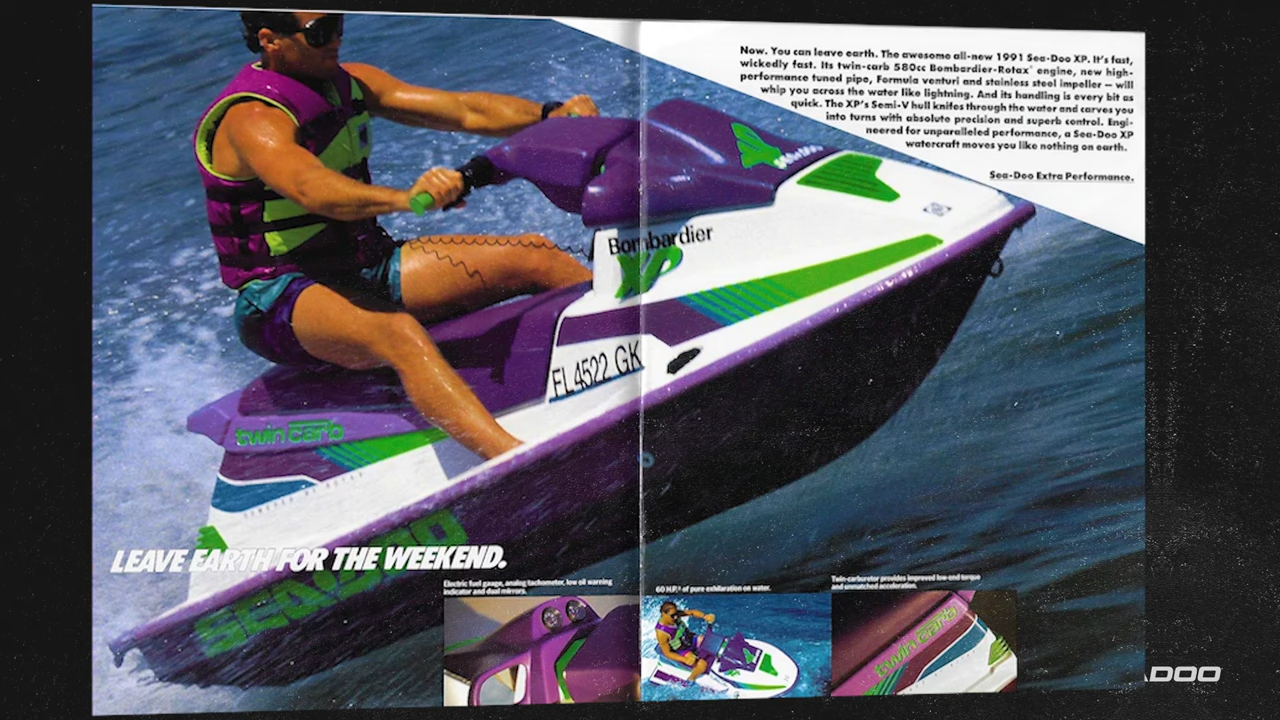 Now. You can leave earth. The awesome all-new 1991 Sea-Doo XP. It's fast,
wickedly fast. Its twin-carb 580cc Bombardier-Rotax® engine, new high-
performance tuned pipe, Formula venturi and stainless steel impeller — will
whip you across the water like lightning. And its handling is every bit as
quick. The XP's Semi-V hull knifes through the water and carves you
into turns with absolute precision and superb control. Engi-
neered for unparalleled performance, a Sea-Doo XP
watercraft moves you like nothing on earth.
Sea-Doo Extra Performance.
SEA-DOO
Bombardier
XP
FL4522 GK
twin carb
POWERED BY ROTAX
LEAVE EARTH FOR THE WEEKEND.
SEA-DOO
Electric fuel gauge, analog tachometer, low oil warning
indicator and dual mirrors.
60 H.P. of pure exhilaration on water.
Twin-carburetor provides improved low-end torque
and unmatched acceleration.
twin carb
DOO